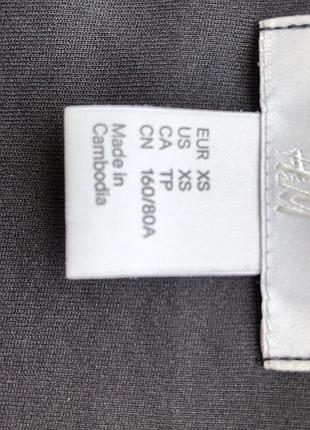 H&M
EUR XS
US XS
CA TP
CN 160/80A
Made in
Cambodia